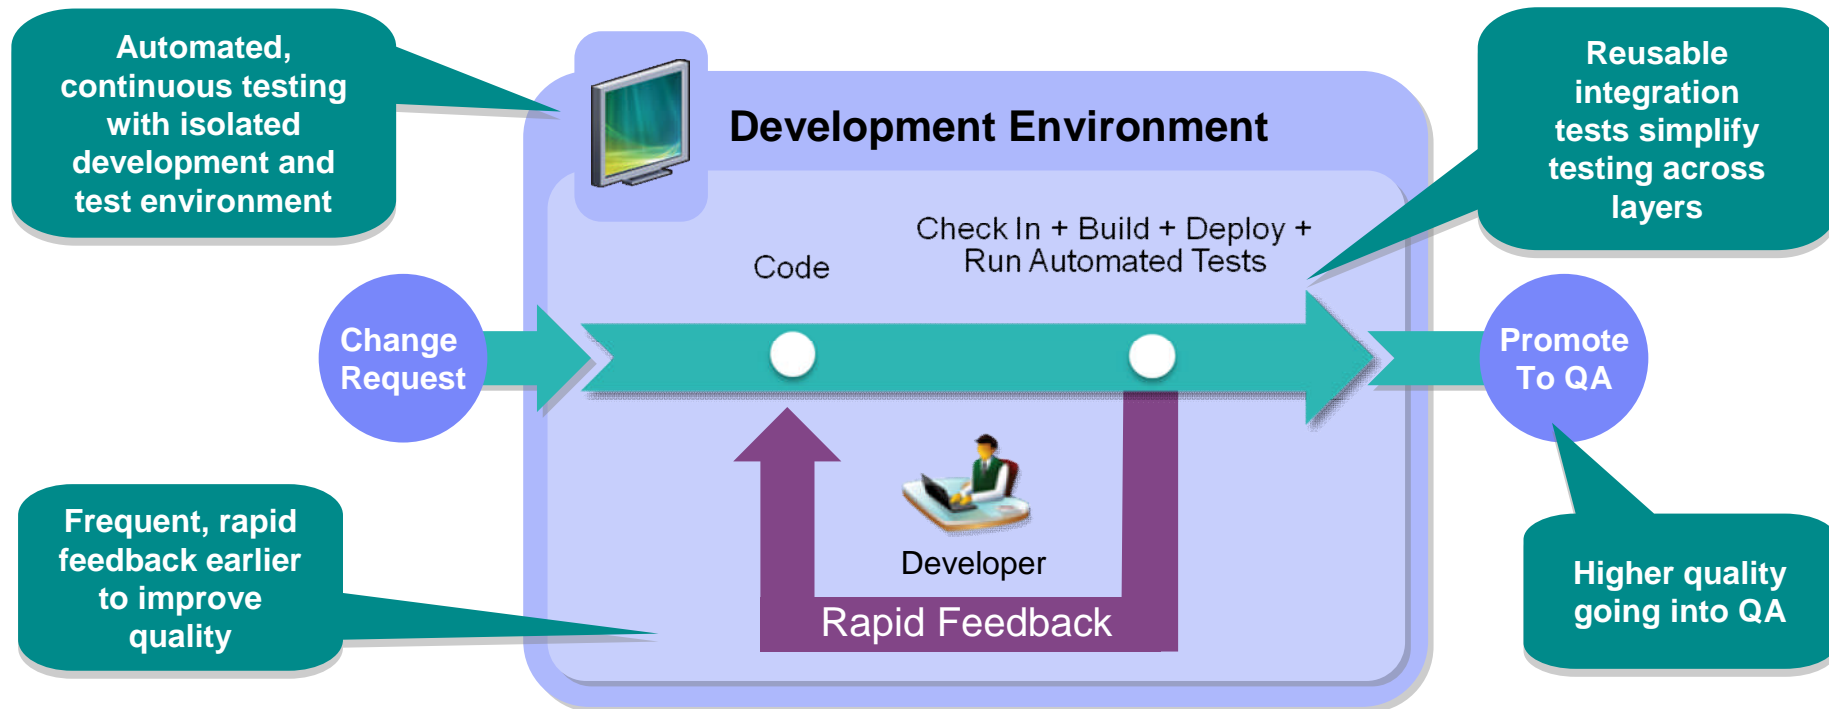 Automated,
continuous testing
with isolated
development and
test environment
Development Environment
Reusable
integration
tests simplify
testing across
layers
Code
Check In + Build + Deploy +
Run Automated Tests
Change
Request
Promote
To QA
Developer
Rapid Feedback
Frequent, rapid
feedback earlier
to improve
quality
Higher quality
going into QA